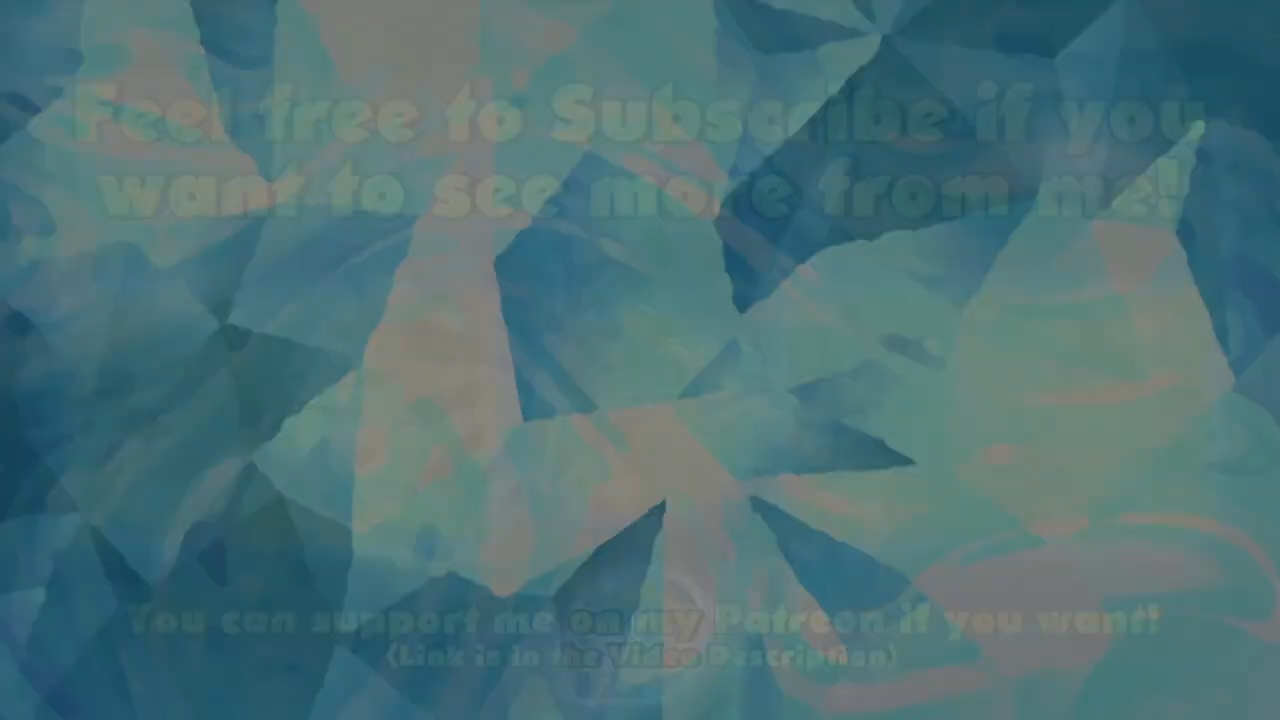 Feel free to Subscribe if you
want to see more from me!
You can support me on my Patreon if you want!
(Link is in the Video Description)